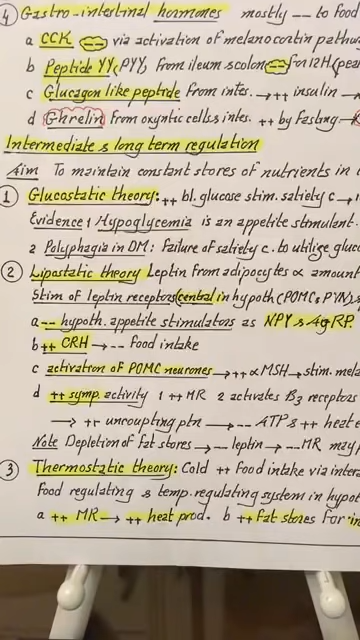 ④ Gastro-intestinal hormones mostly -- to food
a CCK -- via activation of melanocortin pathw
b Peptide YY (PYY) from ileum & colon -- for 12H (pea
c Glucagon like peptide from intes. → ++ insulin →
d Ghrelin from oxyntic cells & intes. ++ by fasting →
Intermediate & long term regulation
Aim To maintain constant stores of nutrients in
① Glucostatic theory: ++ bl. glucose stim. satiety c →
Evidence 1 Hypoglycemia is an appetite stimulant.
2 Polyphagia in DM: Failure of satiety c. to utilize gluc
② Lipostatic theory Leptin from adipocytes α amount
Stim of leptin receptors (central in hypoth (POMC & PVN) &
a -- hypoth. appetite stimulators as NPY & AgRP.
b ++ CRH → -- food intake
c activation of POMC neurones → ++ αMSH → stim. mela
d ++ symp. activity 1 ++ MR 2 activates β3 receptors
→ ++ uncoupling ptn → -- ATPs ++ heat
Note Depletion of fat stores → -- leptin → -- MR may
③ Thermostatic theory: Cold ++ food intake via inter
Food regulating & temp. regulating system in hypot
a ++ MR → ++ heat prod. b ++ fat stores for in